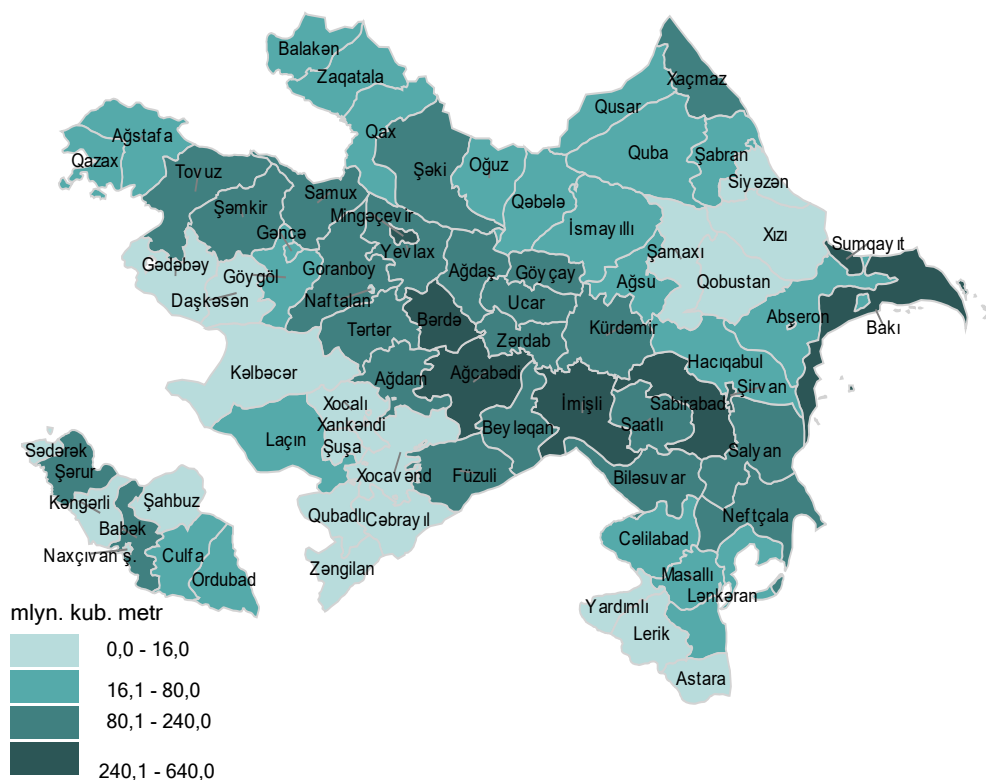 Balakən
Zaqatala
Xaçmaz
Qusar
Ağstafa
Qax
Quba
Qazax
Şabran
Oğuz
Tovuz
Şəki
Siyəzən
Samux
Qəbələ
Şəmkir
Mingəçevir
İsmayıllı
Gəncə
Xızı
Sumqayıt
Yevlax
Şamaxı
Gədəbəy
Göygöl
Goranboy
Ağdaş
Göyçay
Ağsu
Qobustan
Daşkəsən
Naftalan
Ucar
Bərdə
Abşeron
Bakı
Tərtər
Zərdab
Kürdəmir
Hacıqabul
Kəlbəcər
Ağdam
Ağcabədi
Şirvan
Xocalı
İmişli
Sabirabad
Xankəndi
Beyləqan
Saatlı
Laçın
Şuşa
Salyan
Sədərək
Xocavənd
Füzuli
Biləsuvar
Şərur
Kəngərli
Şahbuz
Qubadlı
Cəbrayıl
Neftçala
Babək
Cəlilabad
Naxçıvan ş.
Culfa
Zəngilan
Masallı
Ordubad
Lənkəran
Yardımlı
Lerik
Astara
mlyn. kub. metr
0,0 - 16,0
16,1 - 80,0
80,1 - 240,0
240,1 - 640,0